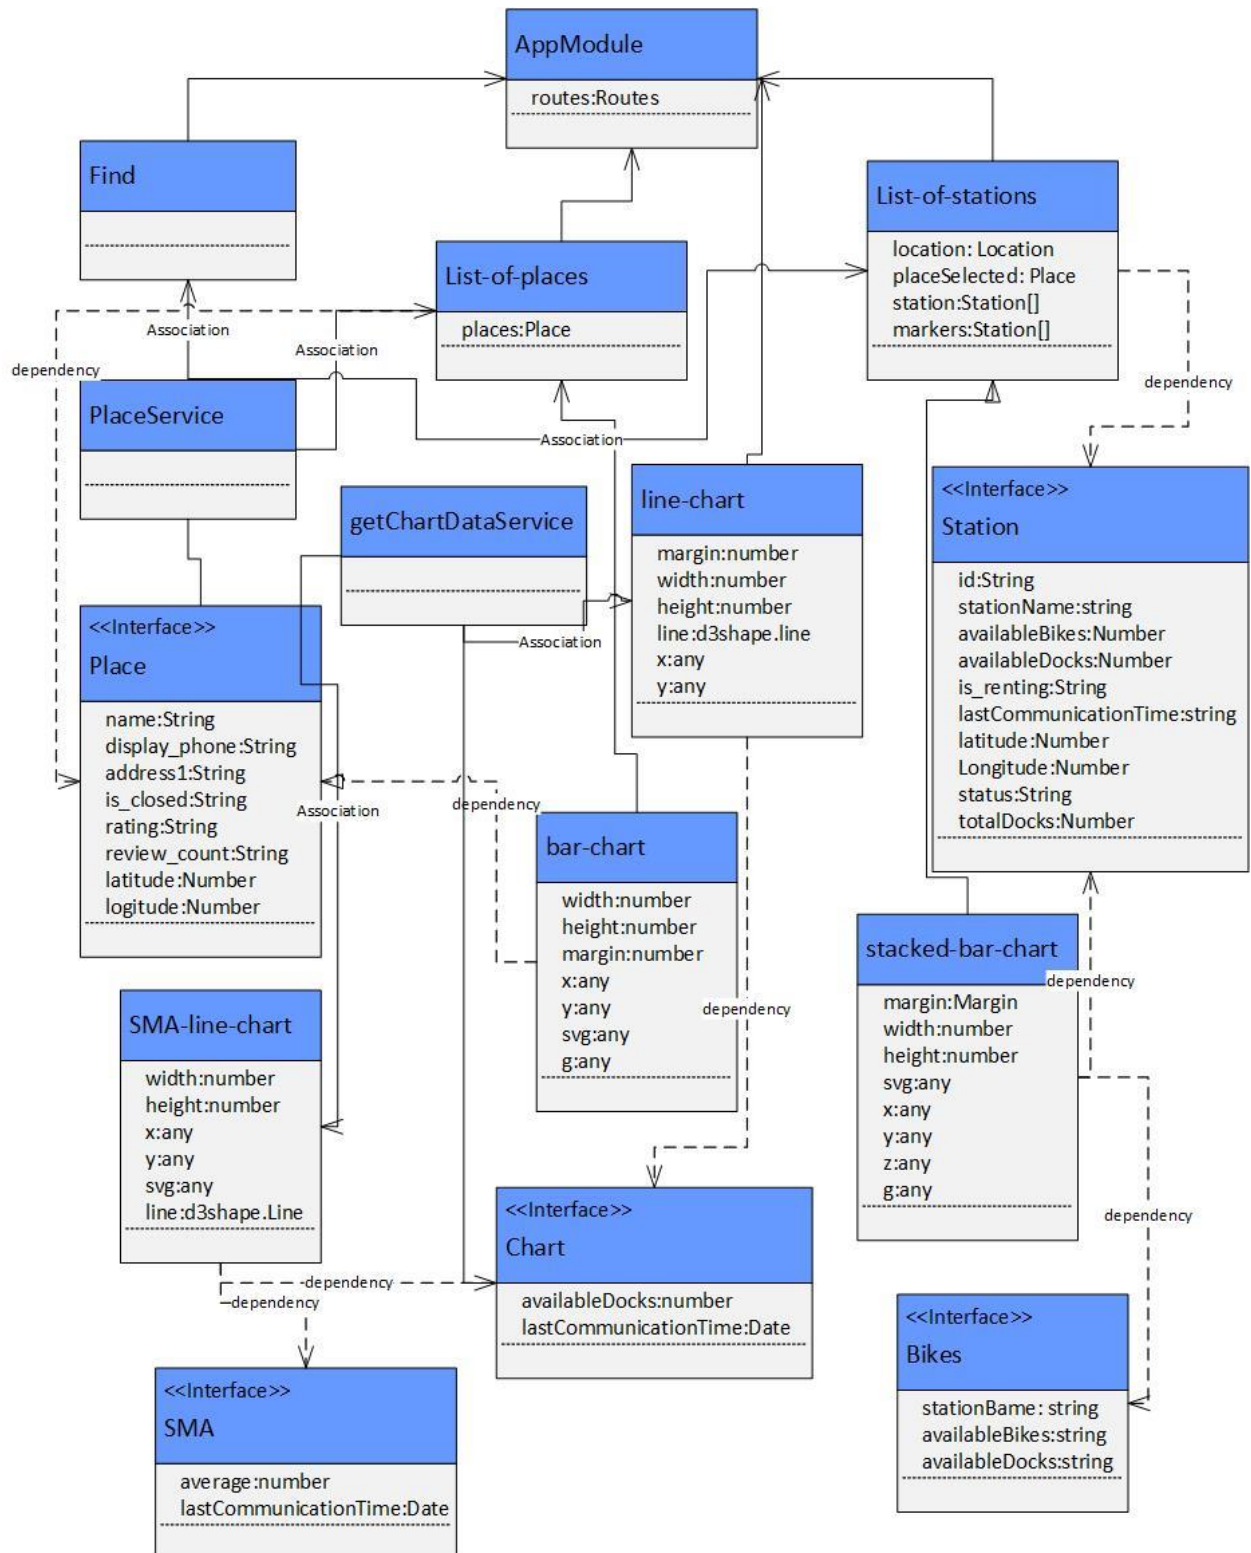 AppModule
routes:Routes
Find
List-of-stations
location: Location
placeSelected: Place
station:Station[]
markers:Station[]
List-of-places
places:Place
Association
Association
dependency
dependency
PlaceService
Association
getChartDataService
line-chart
margin:number
width:number
height:number
line:d3shape.line
x:any
y:any
<<Interface>>
Station
id:String
stationName:string
availableBikes:Number
availableDocks:Number
is_renting:String
lastCommunicationTime:string
latitude:Number
Longitude:Number
status:String
totalDocks:Number
<<Interface>>
Place
name:String
display_phone:String
address1:String
is_closed:String
rating:String
review_count:String
latitude:Number
logitude:Number
Association
Association
dependency
bar-chart
width:number
height:number
margin:number
x:any
y:any
svg:any
g:any
stacked-bar-chart
margin:Margin
width:number
height:number
svg:any
x:any
y:any
z:any
g:any
dependency
dependency
SMA-line-chart
width:number
height:number
x:any
y:any
svg:any
line:d3shape.Line
<<Interface>>
Chart
availableDocks:number
lastCommunicationTime:Date
dependency
dependency
dependency
<<Interface>>
Bikes
stationBame: string
availableBikes:string
availableDocks:string
<<Interface>>
SMA
average:number
lastCommunicationTime:Date